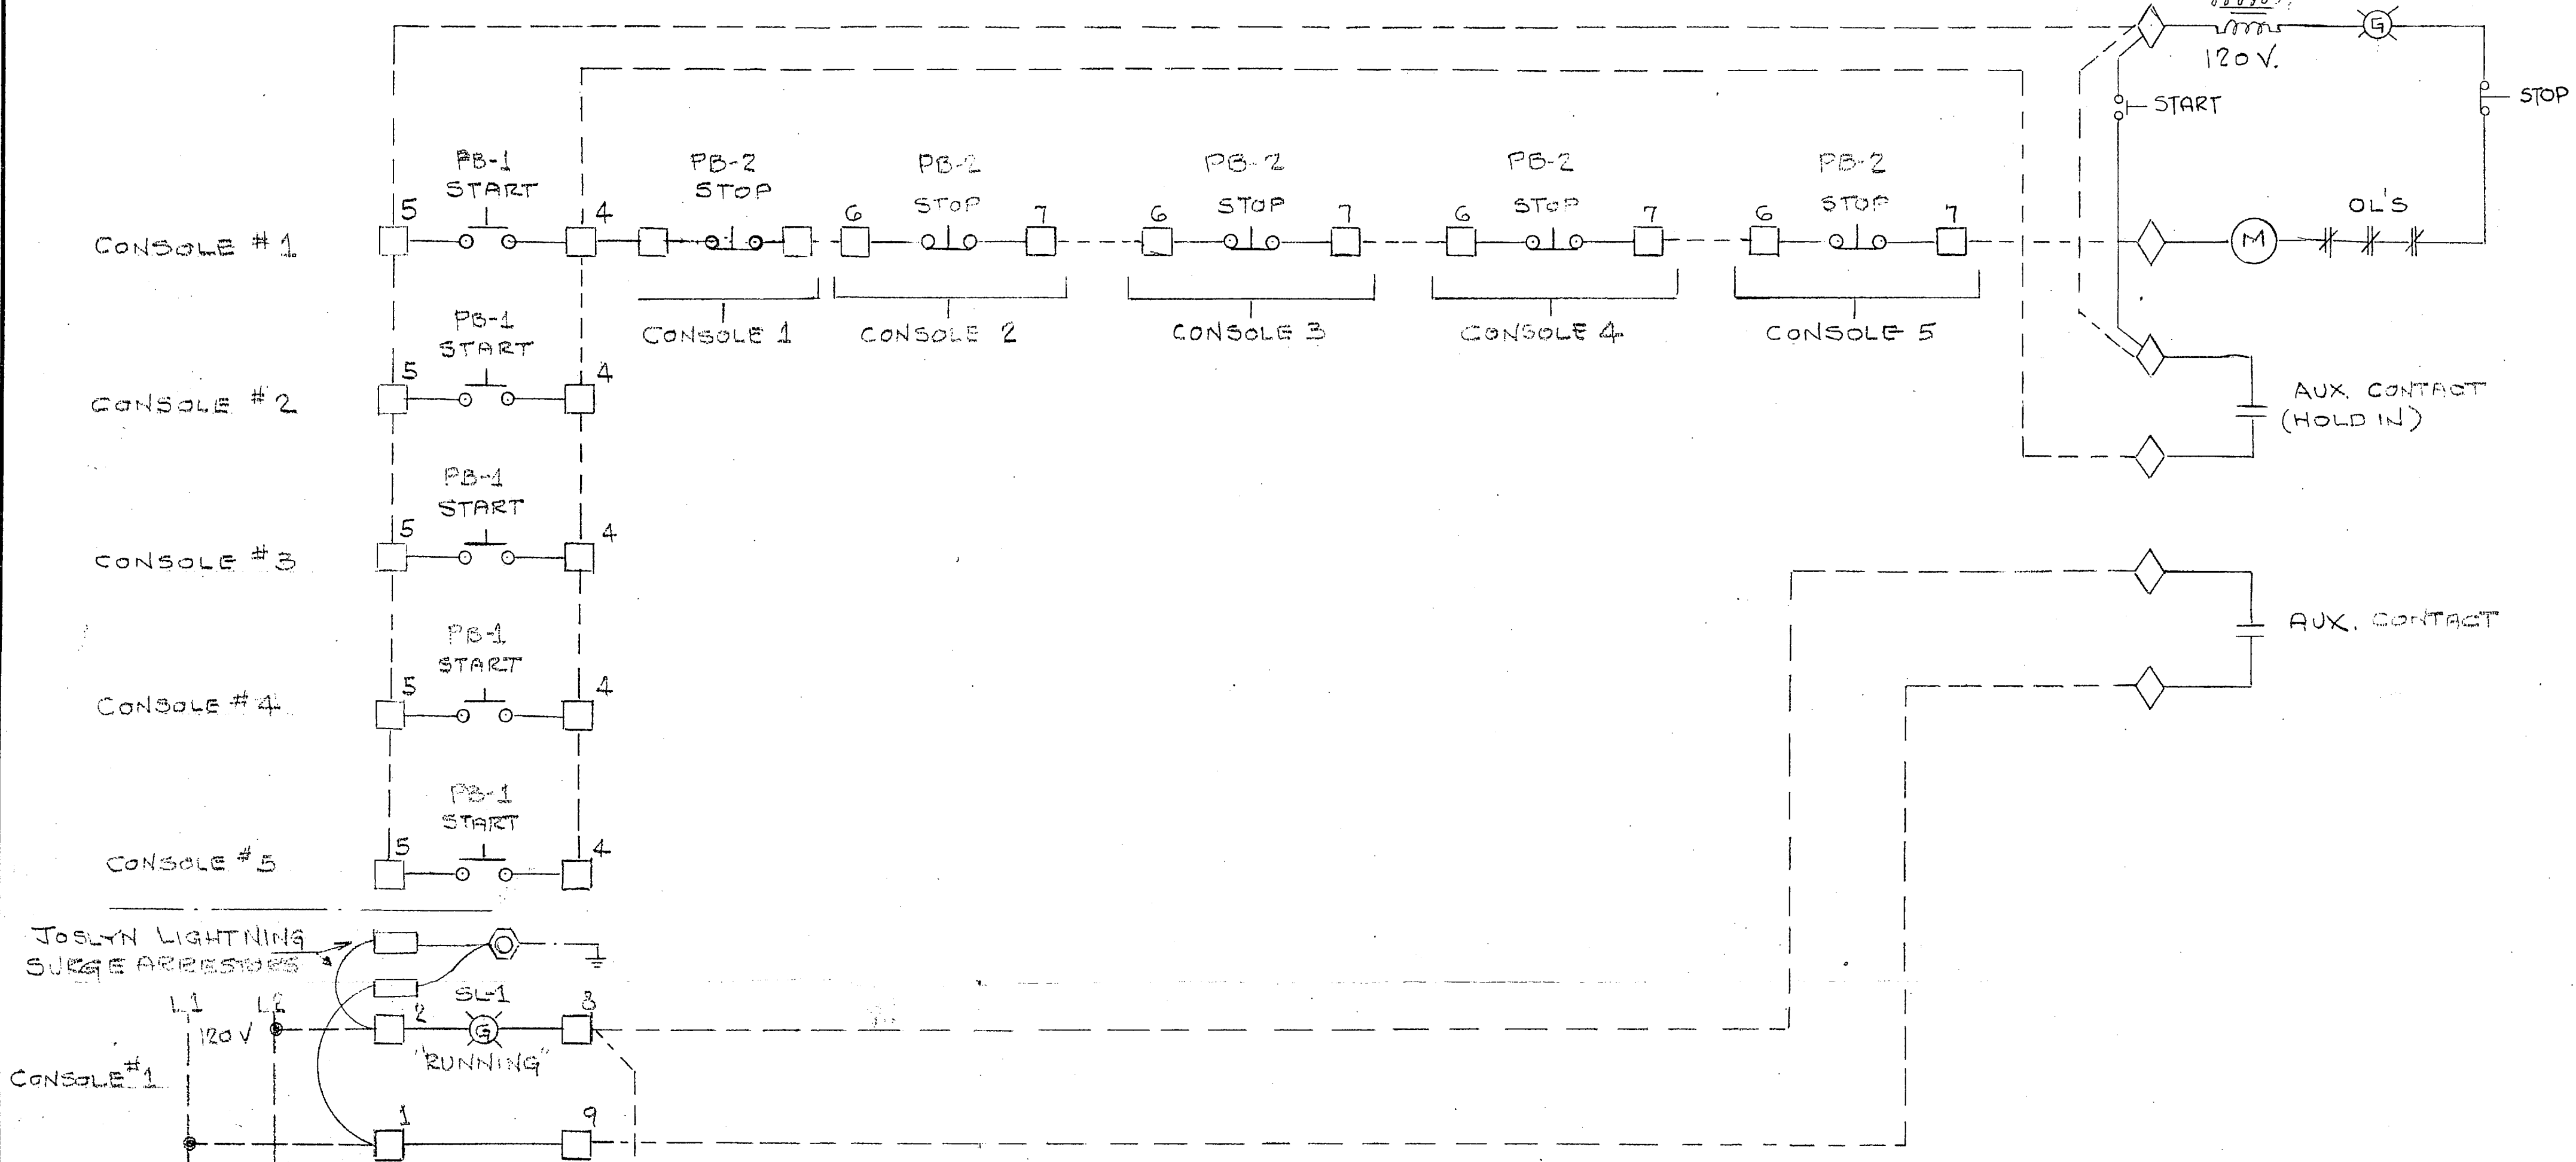 G
120 V.
START
STOP
PB-1
START
PB-2
STOP
PB-2
STOP
PB-2
STOP
PB-2
STOP
PB-2
STOP
OL'S
CONSOLE # 1
5
4
6
7
6
7
6
7
6
7
M
CONSOLE 1
CONSOLE 2
CONSOLE 3
CONSOLE 4
CONSOLE 5
PB-1
START
CONSOLE # 2
5
4
AUX. CONTACT
(HOLD IN)
PB-1
START
CONSOLE # 3
5
4
PB-1
START
AUX. CONTACT
CONSOLE # 4
5
4
PB-1
START
CONSOLE # 5
5
4
JOSLYN LIGHTNING
SURGE ARRESTORS
L1
L2
120 V
2
SL-1
G
8
"RUNNING"
CONSOLE #1
1
9